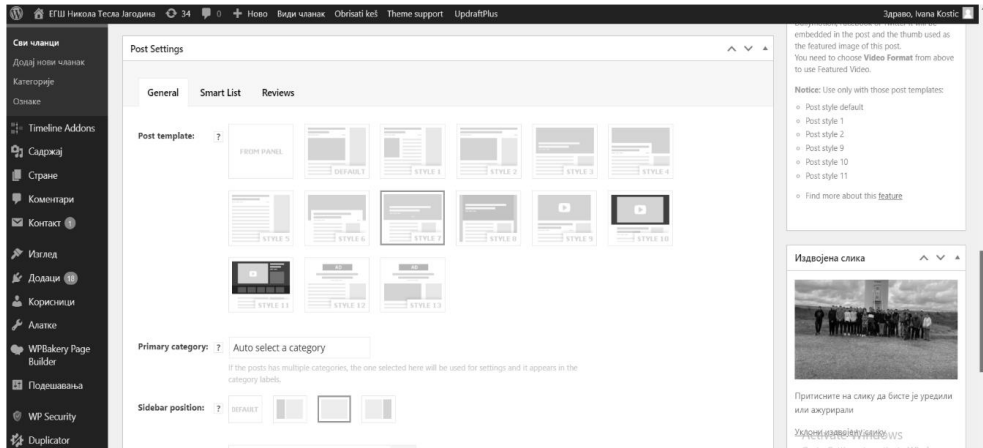 ЕГШ Никола Тесла Јагодина 34 0 Ново Види чланак Obrisati keš Theme support UpdraftPlus Здраво, Ivana Kostic
Сви чланци
Додај нови чланак
Категорије
Ознаке
Timeline Addons
Садржај
Стране
Коментари
Контакт 1
Изглед
Додаци 18
Корисници
Алатке
WPBakery Page
Builder
Подешавања
WP Security
Duplicator
Post Settings
General Smart List Reviews
Post template: ?
FROM PANEL DEFAULT STYLE 1 STYLE 2 STYLE 3 STYLE 4
STYLE 5 STYLE 6 STYLE 7 STYLE 8 STYLE 9 STYLE 10
AD AD
STYLE 11 STYLE 12 STYLE 13
Primary category: ? Auto select a category
If the posts has multiple categories, the one selected here will be used for settings and it appears in the
category labels.
Sidebar position: ? DEFAULT
embedded in the post and the thumb used as
the featured image of this post.
You need to choose Video Format from above
to use Featured Video.
Notice: Use only with those post templates:
Post style default
Post style 1
Post style 2
Post style 9
Post style 10
Post style 11
Find more about this feature
Издвојена слика
Притисните на слику да бисте је уредили
или ажурирали
Уклони издвојену слику
Activate Windows